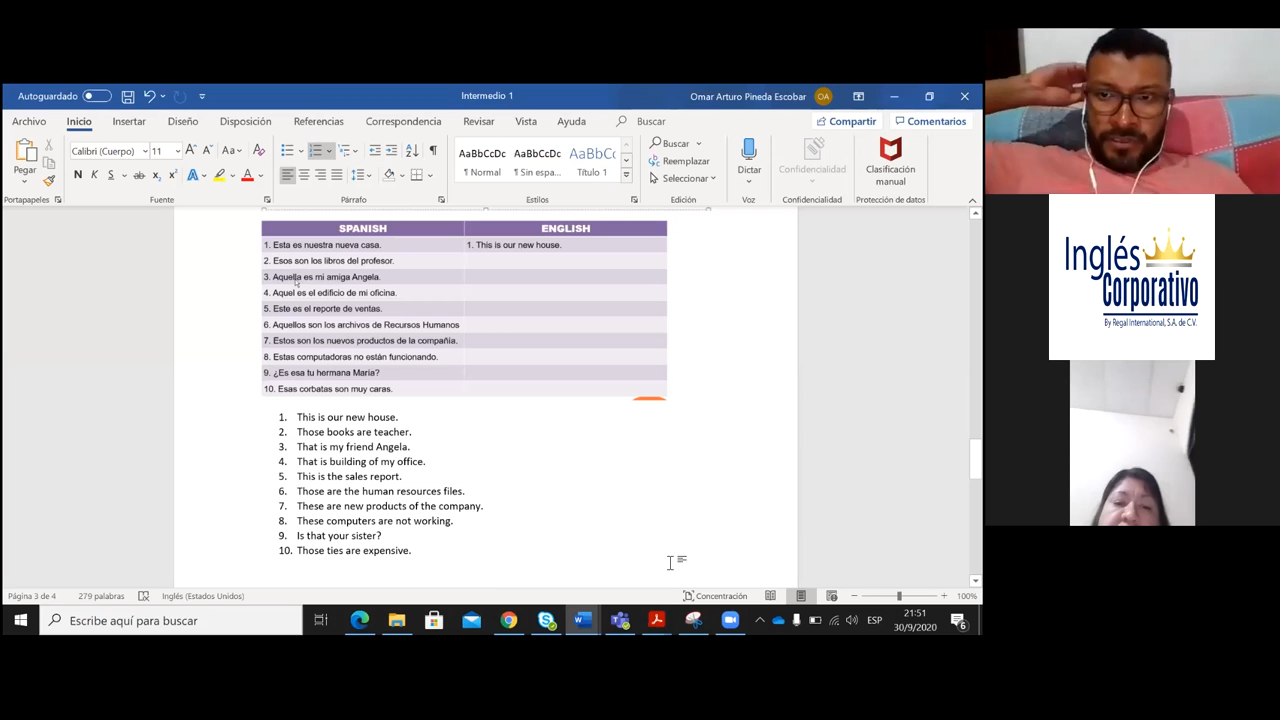 Autoguardado
Intermedio 1
Omar Arturo Pineda Escobar
OA
Archivo
Inicio
Insertar
Diseño
Disposición
Referencias
Correspondencia
Revisar
Vista
Ayuda
Buscar
Compartir
Comentarios
Pegar
Calibri (Cuerpo)
11
AaBbCcDc
¶ Normal
AaBbCcDc
¶ Sin espa...
AaBbCc
Título 1
Buscar
Reemplazar
Seleccionar
Dictar
Confidencialidad
Clasificación
manual
Portapapeles
Fuente
Párrafo
Estilos
Edición
Voz
Confidencialidad
Protección de datos
SPANISH
ENGLISH
1. Esta es nuestra nueva casa.
1. This is our new house.
2. Esos son los libros del profesor.
3. Aquella es mi amiga Angela.
4. Aquel es el edificio de mi oficina.
5. Este es el reporte de ventas.
6. Aquellos son los archivos de Recursos Humanos
7. Estos son los nuevos productos de la compañía.
8. Estas computadoras no están funcionando.
9. ¿Es esa tu hermana Maria?
10. Esas corbatas son muy caras.
1. This is our new house.
2. Those books are teacher.
3. That is my friend Angela.
4. That is building of my office.
5. This is the sales report.
6. Those are the human resources files.
7. These are new products of the company.
8. These computers are not working.
9. Is that your sister?
10. Those ties are expensive.
Página 3 de 4
279 palabras
Inglés (Estados Unidos)
Concentración
100%
Escribe aquí para buscar
ESP
21:51
30/9/2020
6
Inglés
Corporativo
By Regal International, S.A. de C.V.